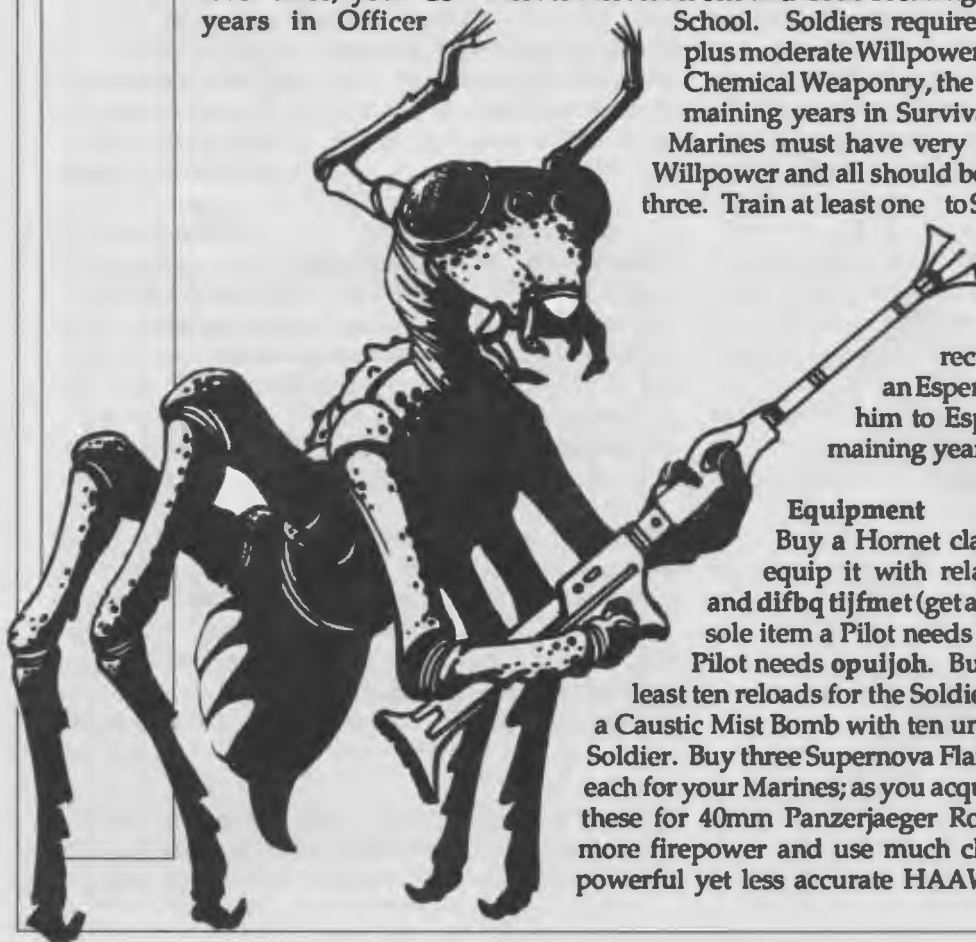 years in Officer School. Soldiers require
plus moderate Willpower
Chemical Weaponry, the
maining years in Surviva
Marines must have very
Willpower and all should be
three. Train at least one to S
rec
an Esper
him to Esp
maining year
Equipment
Buy a Hornet cla
equip it with rela
and difbq tijfmet (get a
sole item a Pilot needs
Pilot needs opuijoh. Bu
least ten reloads for the Soldie
a Caustic Mist Bomb with ten un
Soldier. Buy three Supernova Fla
each for your Marines; as you acqu
these for 40mm Panzerjaeger Ro
more firepower and use much cl
powerful yet less accurate HAAW